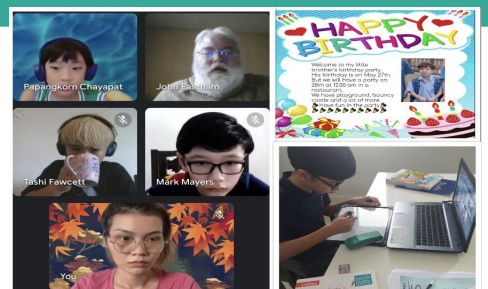 Papangkorn Chayapat
John Eastham
Tashi Fawcett
Mark Mayers
You
HAPPY
BIRTHDAY
Welcome to my little
brother's birthday party.
His birthday is on May 27th
But we will have a party on
28th at 12.00 am in a
restaurant.
We have playground, bouncy
castle and a lot more
Have fun in the party